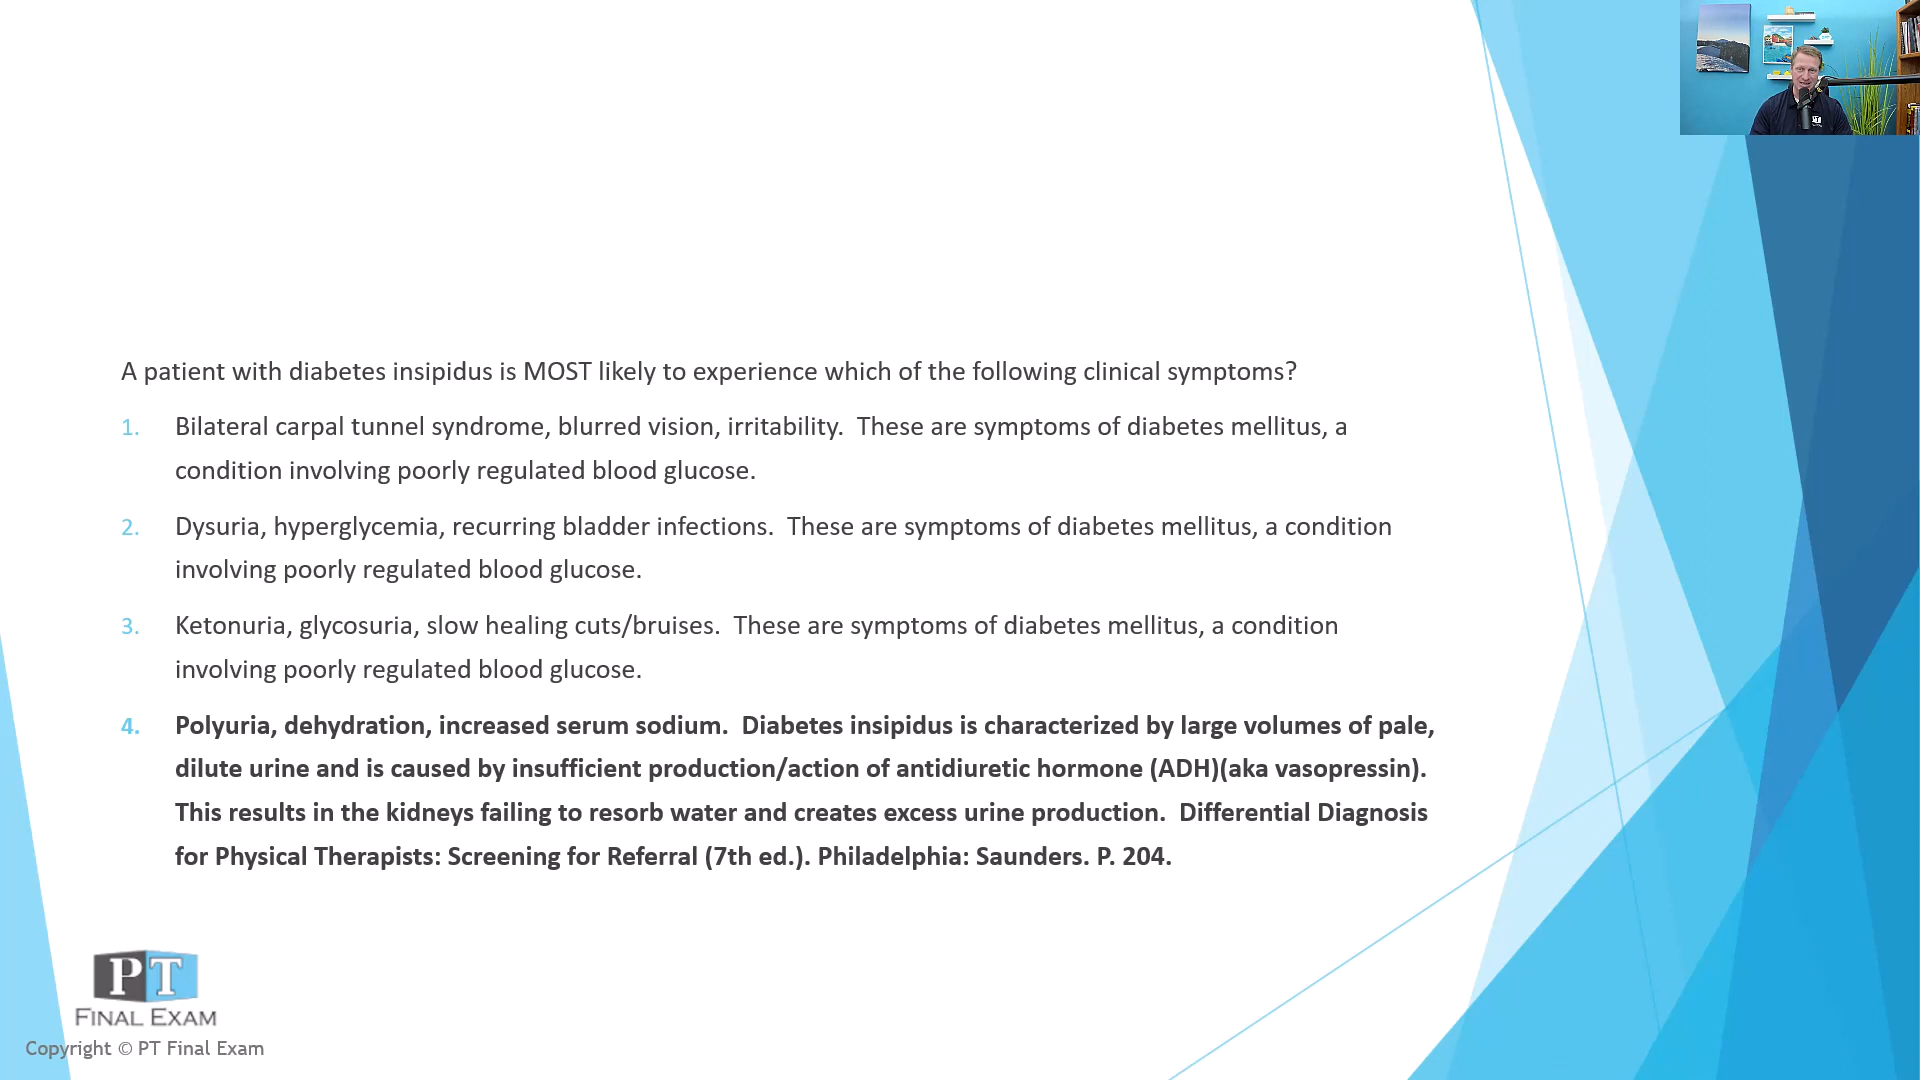 A patient with diabetes insipidus is MOST likely to experience which of the following clinical symptoms?
1. Bilateral carpal tunnel syndrome, blurred vision, irritability.  These are symptoms of diabetes mellitus, a
condition involving poorly regulated blood glucose.
2. Dysuria, hyperglycemia, recurring bladder infections.  These are symptoms of diabetes mellitus, a condition
involving poorly regulated blood glucose.
3. Ketonuria, glycosuria, slow healing cuts/bruises.  These are symptoms of diabetes mellitus, a condition
involving poorly regulated blood glucose.
4. Polyuria, dehydration, increased serum sodium.  Diabetes insipidus is characterized by large volumes of pale,
dilute urine and is caused by insufficient production/action of antidiuretic hormone (ADH)(aka vasopressin).
This results in the kidneys failing to resorb water and creates excess urine production.  Differential Diagnosis
for Physical Therapists: Screening for Referral (7th ed.). Philadelphia: Saunders. P. 204.
PT
FINAL EXAM
Copyright © PT Final Exam